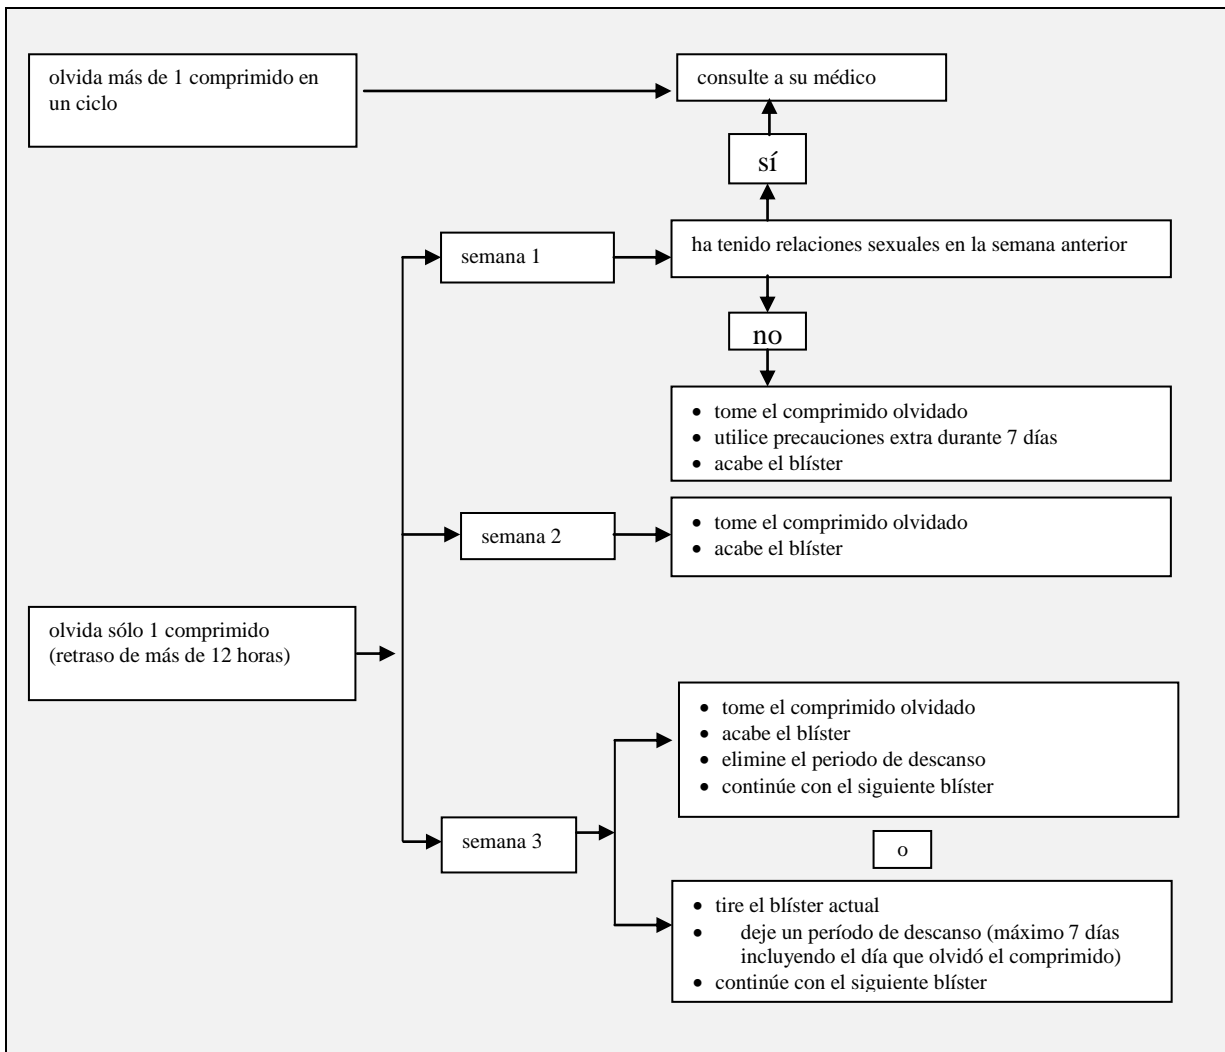 olvida más de 1 comprimido en
un ciclo
consulte a su médico
sí
ha tenido relaciones sexuales en la semana anterior
semana 1
no
• tome el comprimido olvidado
• utilice precauciones extra durante 7 días
• acabe el blíster
semana 2
• tome el comprimido olvidado
• acabe el blíster
olvida sólo 1 comprimido
(retraso de más de 12 horas)
• tome el comprimido olvidado
• acabe el blíster
• elimine el periodo de descanso
• continúe con el siguiente blíster
semana 3
o
• tire el blíster actual
• deje un período de descanso (máximo 7 días
incluyendo el día que olvidó el comprimido)
• continúe con el siguiente blíster